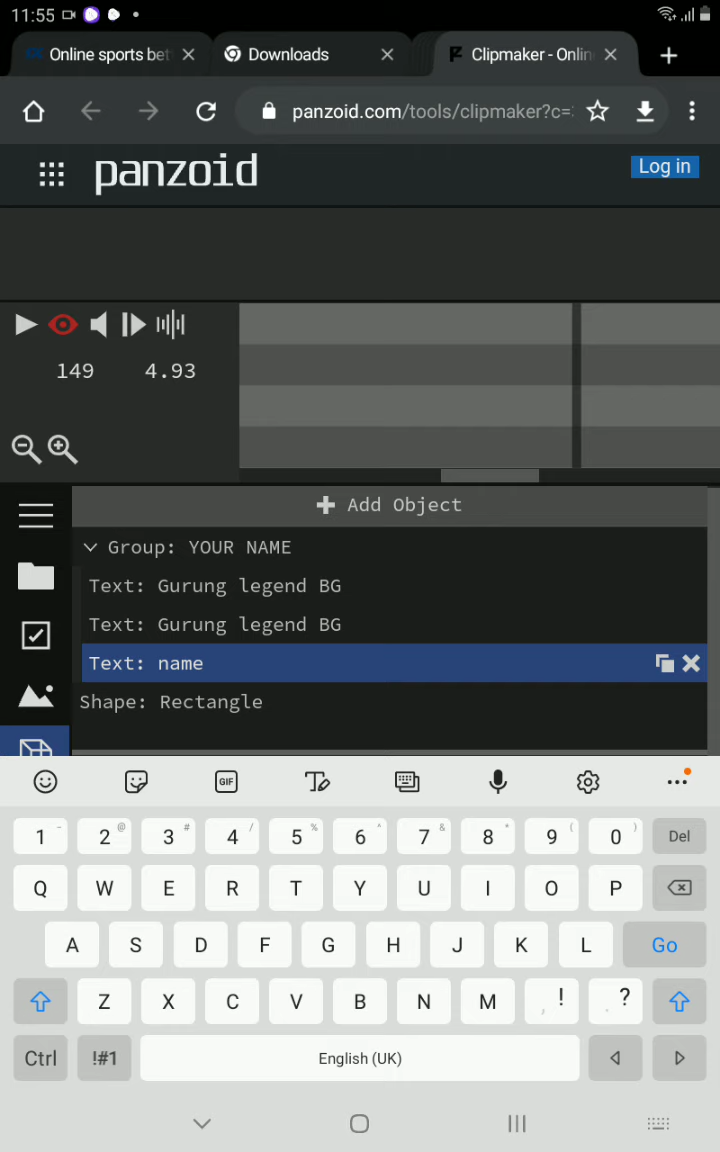 11:55
Online sports bet
Downloads
Clipmaker - Onlin
panzoid.com/tools/clipmaker?c=
panzoid
Log in
149 4.93
Add Object
Group: YOUR NAME
Text: Gurung legend BG
Text: Gurung legend BG
Text: name
Shape: Rectangle
GIF
1 2 3 4 5 6 7 8 9 0 Del
Q W E R T Y U I O P
A S D F G H J K L Go
Z X C V B N M , ! . ?
Ctrl !#1 English (UK)